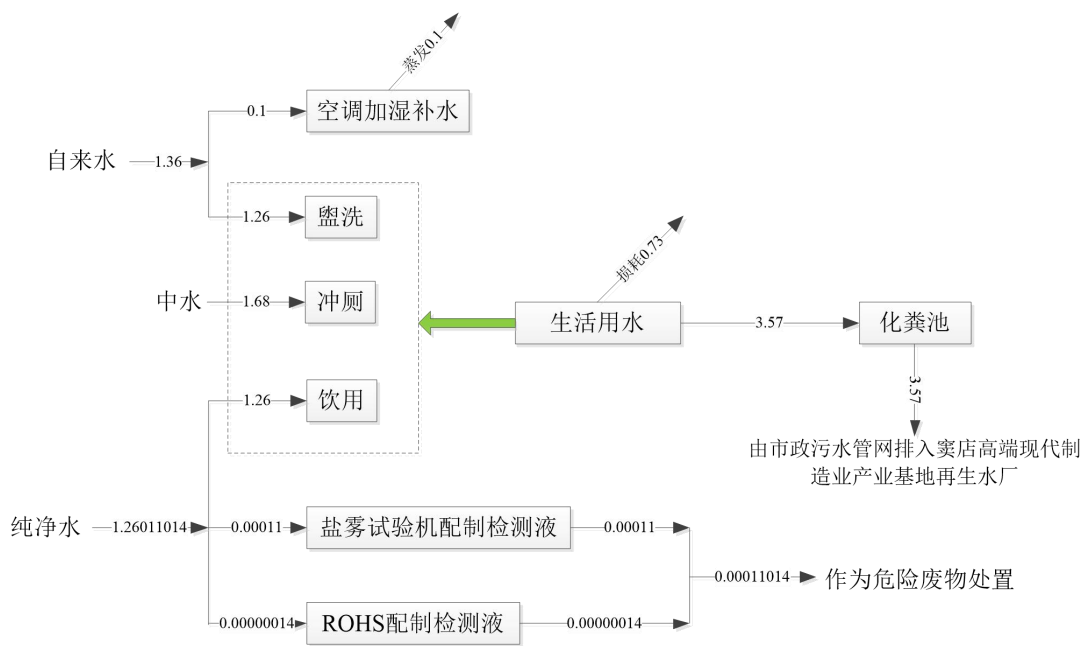 蒸发0.1
0.1
空调加湿补水
自来水
1.36
1.26
盥洗
损耗0.73
中水
1.68
冲厕
生活用水
3.57
化粪池
3.57
1.26
饮用
由市政污水管网排入窦店高端现代制
造业产业基地再生水厂
纯净水
1.26011014
0.00011
盐雾试验机配制检测液
0.00011
0.00011014
作为危险废物处置
0.00000014
ROHS配制检测液
0.00000014